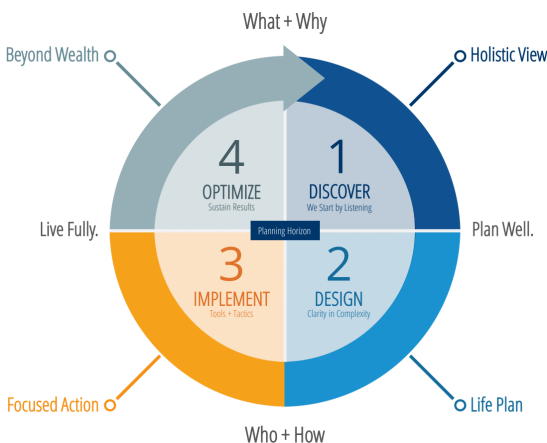 What + Why
Beyond Wealth
Holistic View
4
OPTIMIZE
Sustain Results
1
DISCOVER
We Start by Listening
Live Fully.
Planning Horizon
Plan Well.
3
IMPLEMENT
Tools + Tactics
2
DESIGN
Clarity in Complexity
Focused Action
Life Plan
Who + How